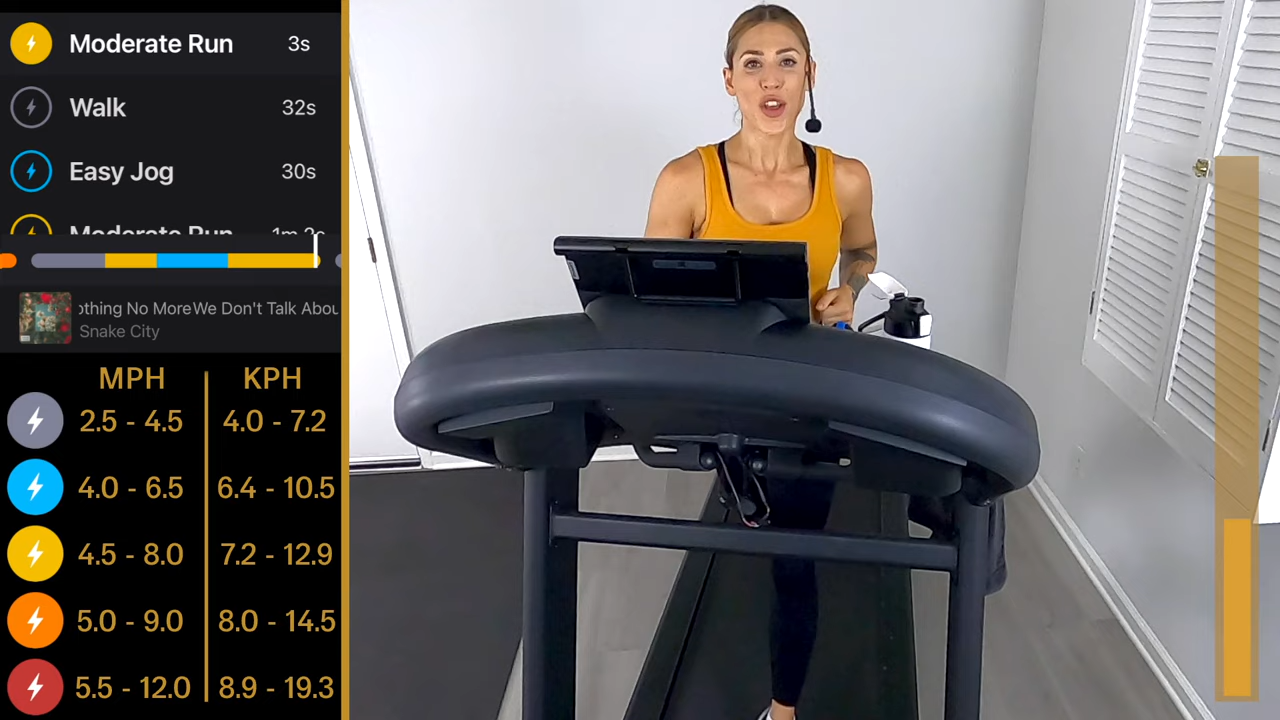 Moderate Run 3s
Walk 32s
Easy Jog 30s
Moderate Run 1m
othing No MoreWe Don't Talk Abou
Snake City
MPH KPH
2.5 - 4.5 4.0 - 7.2
4.0 - 6.5 6.4 - 10.5
4.5 - 8.0 7.2 - 12.9
5.0 - 9.0 8.0 - 14.5
5.5 - 12.0 8.9 - 19.3